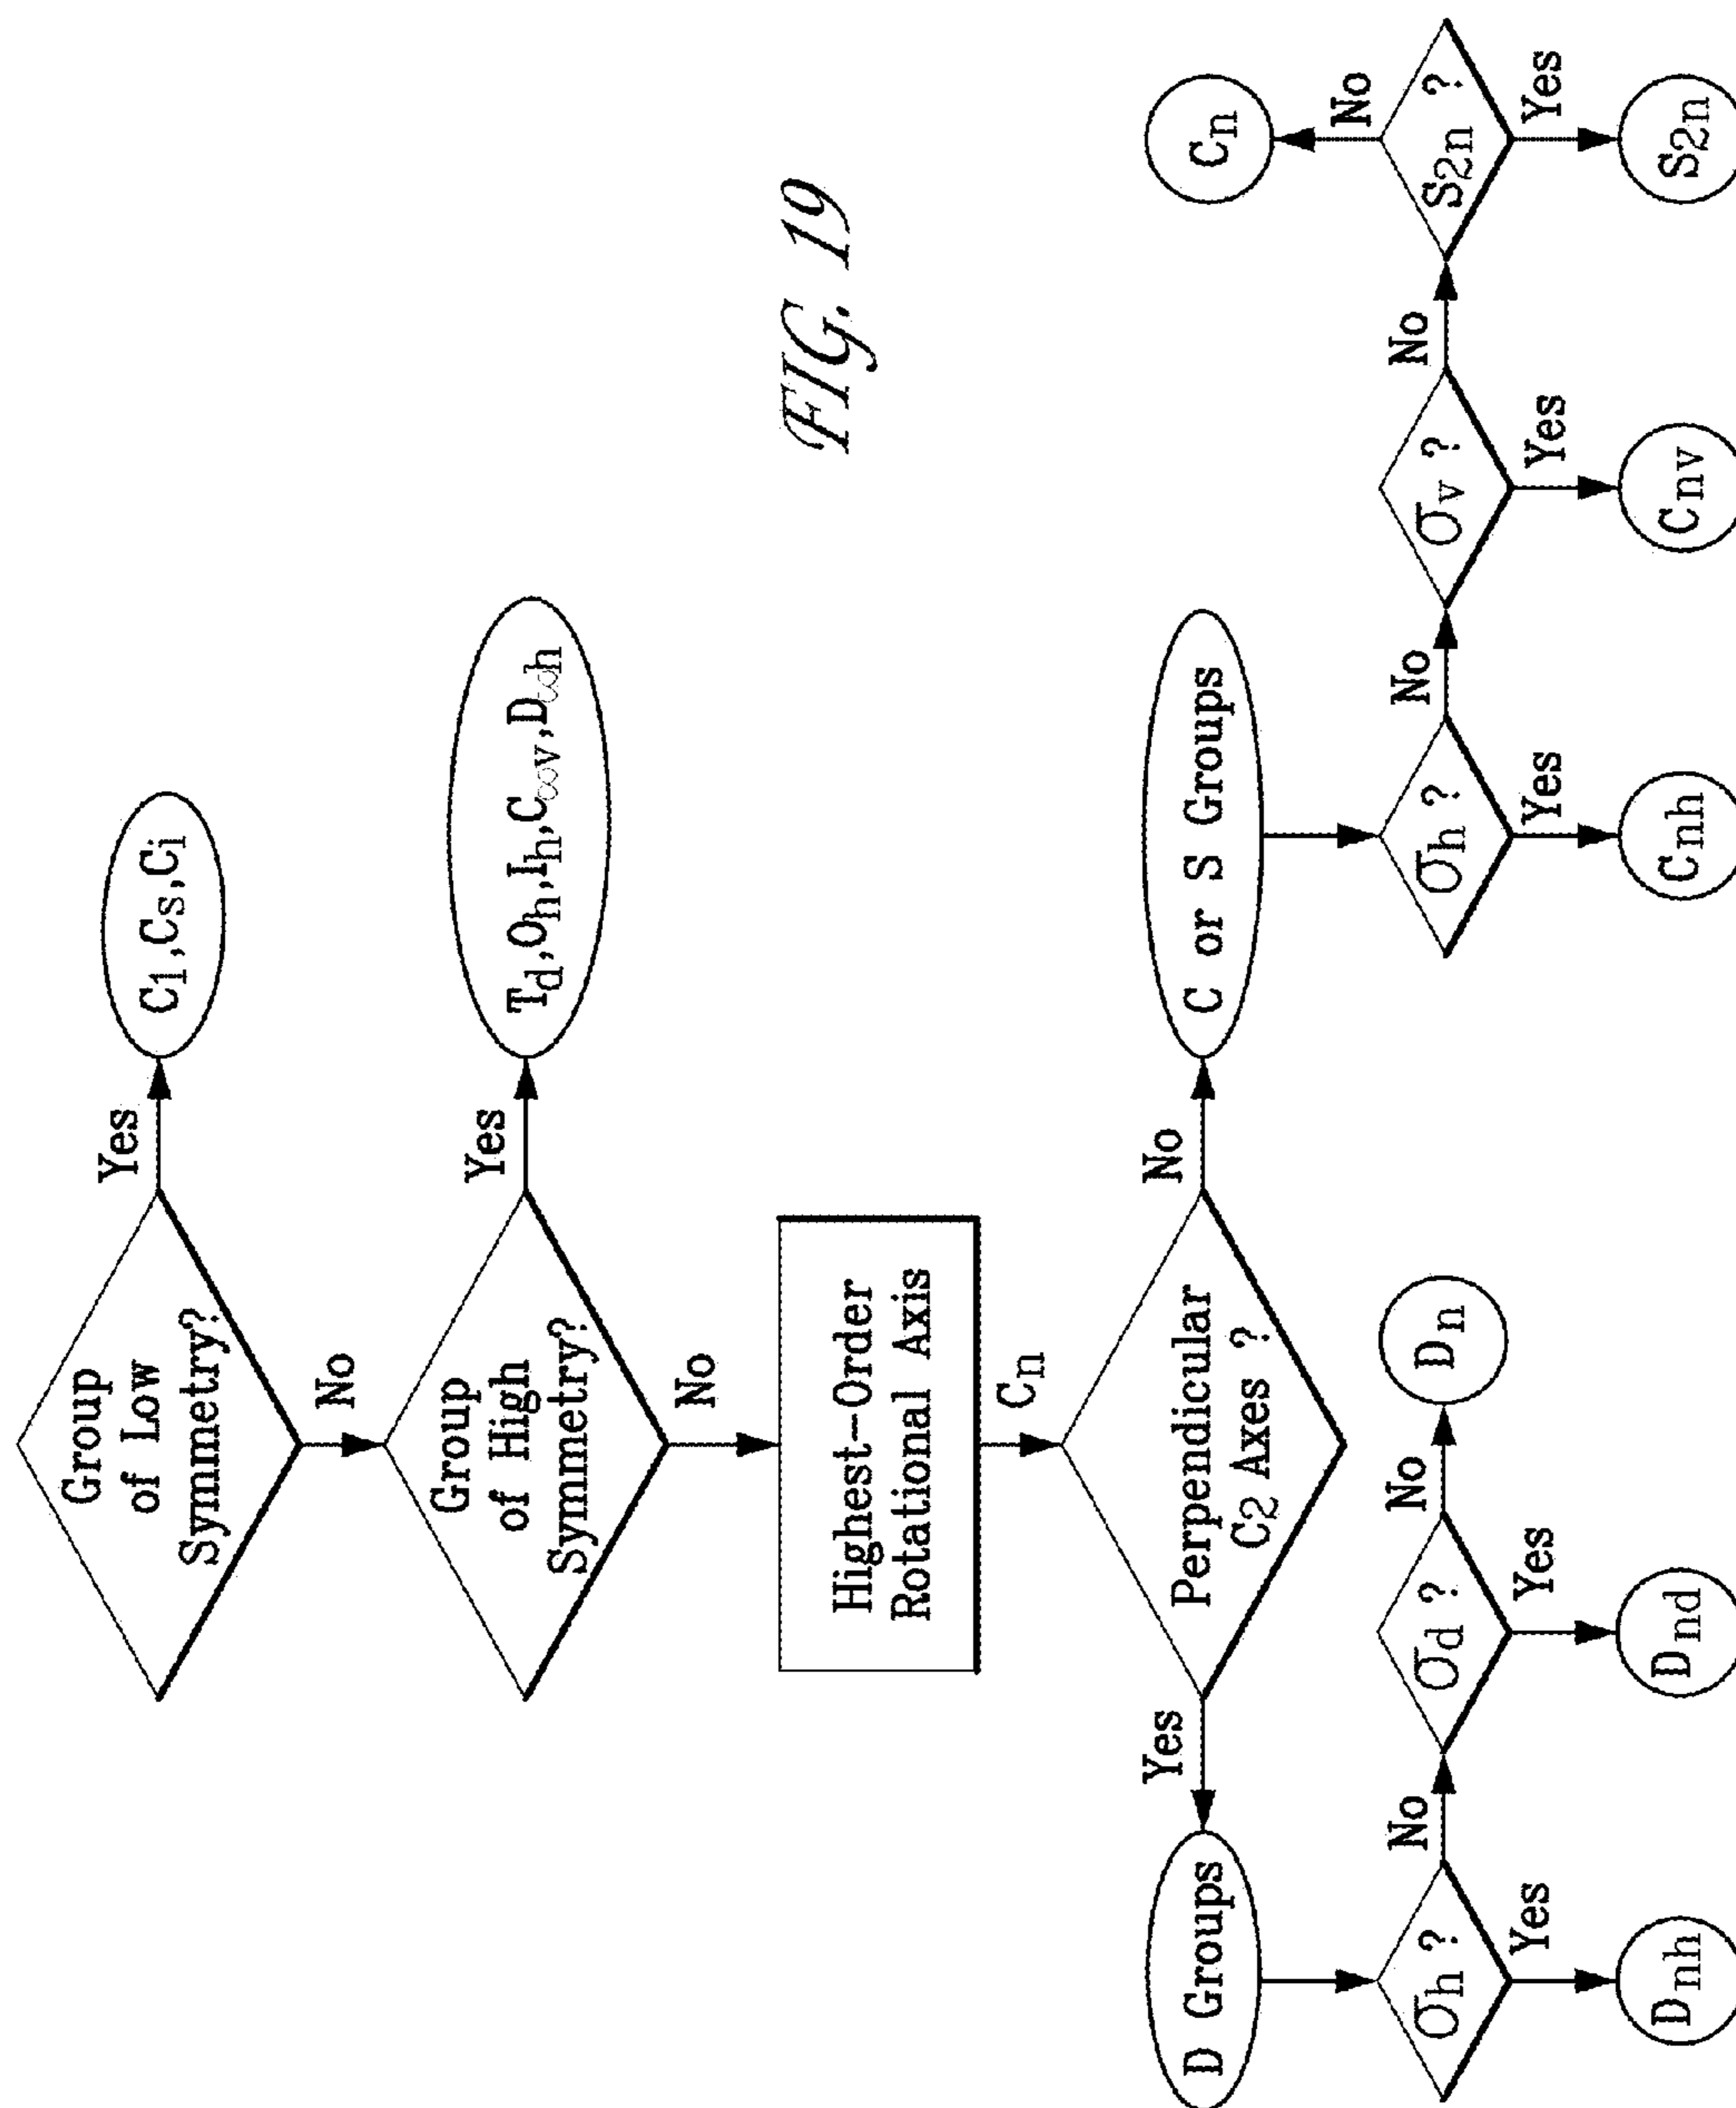 Group
of Low
Symmetry?
Yes
C1,Cs,Ci
No
Group
of High
Symmetry?
Yes
Td,Oh,Ih,C∞v,D∞h
No
Highest-Order
Rotational Axis
FIG. 19
Cn
Perpendicular
C2 Axes ?
Yes
No
D Groups
C or S Groups
σh ?
No
σd ?
No
Dn
Yes
Yes
Dnh
Dnd
σh ?
No
σv ?
No
S2n ?
No
Cn
Yes
Yes
Yes
Cnh
Cnv
S2n